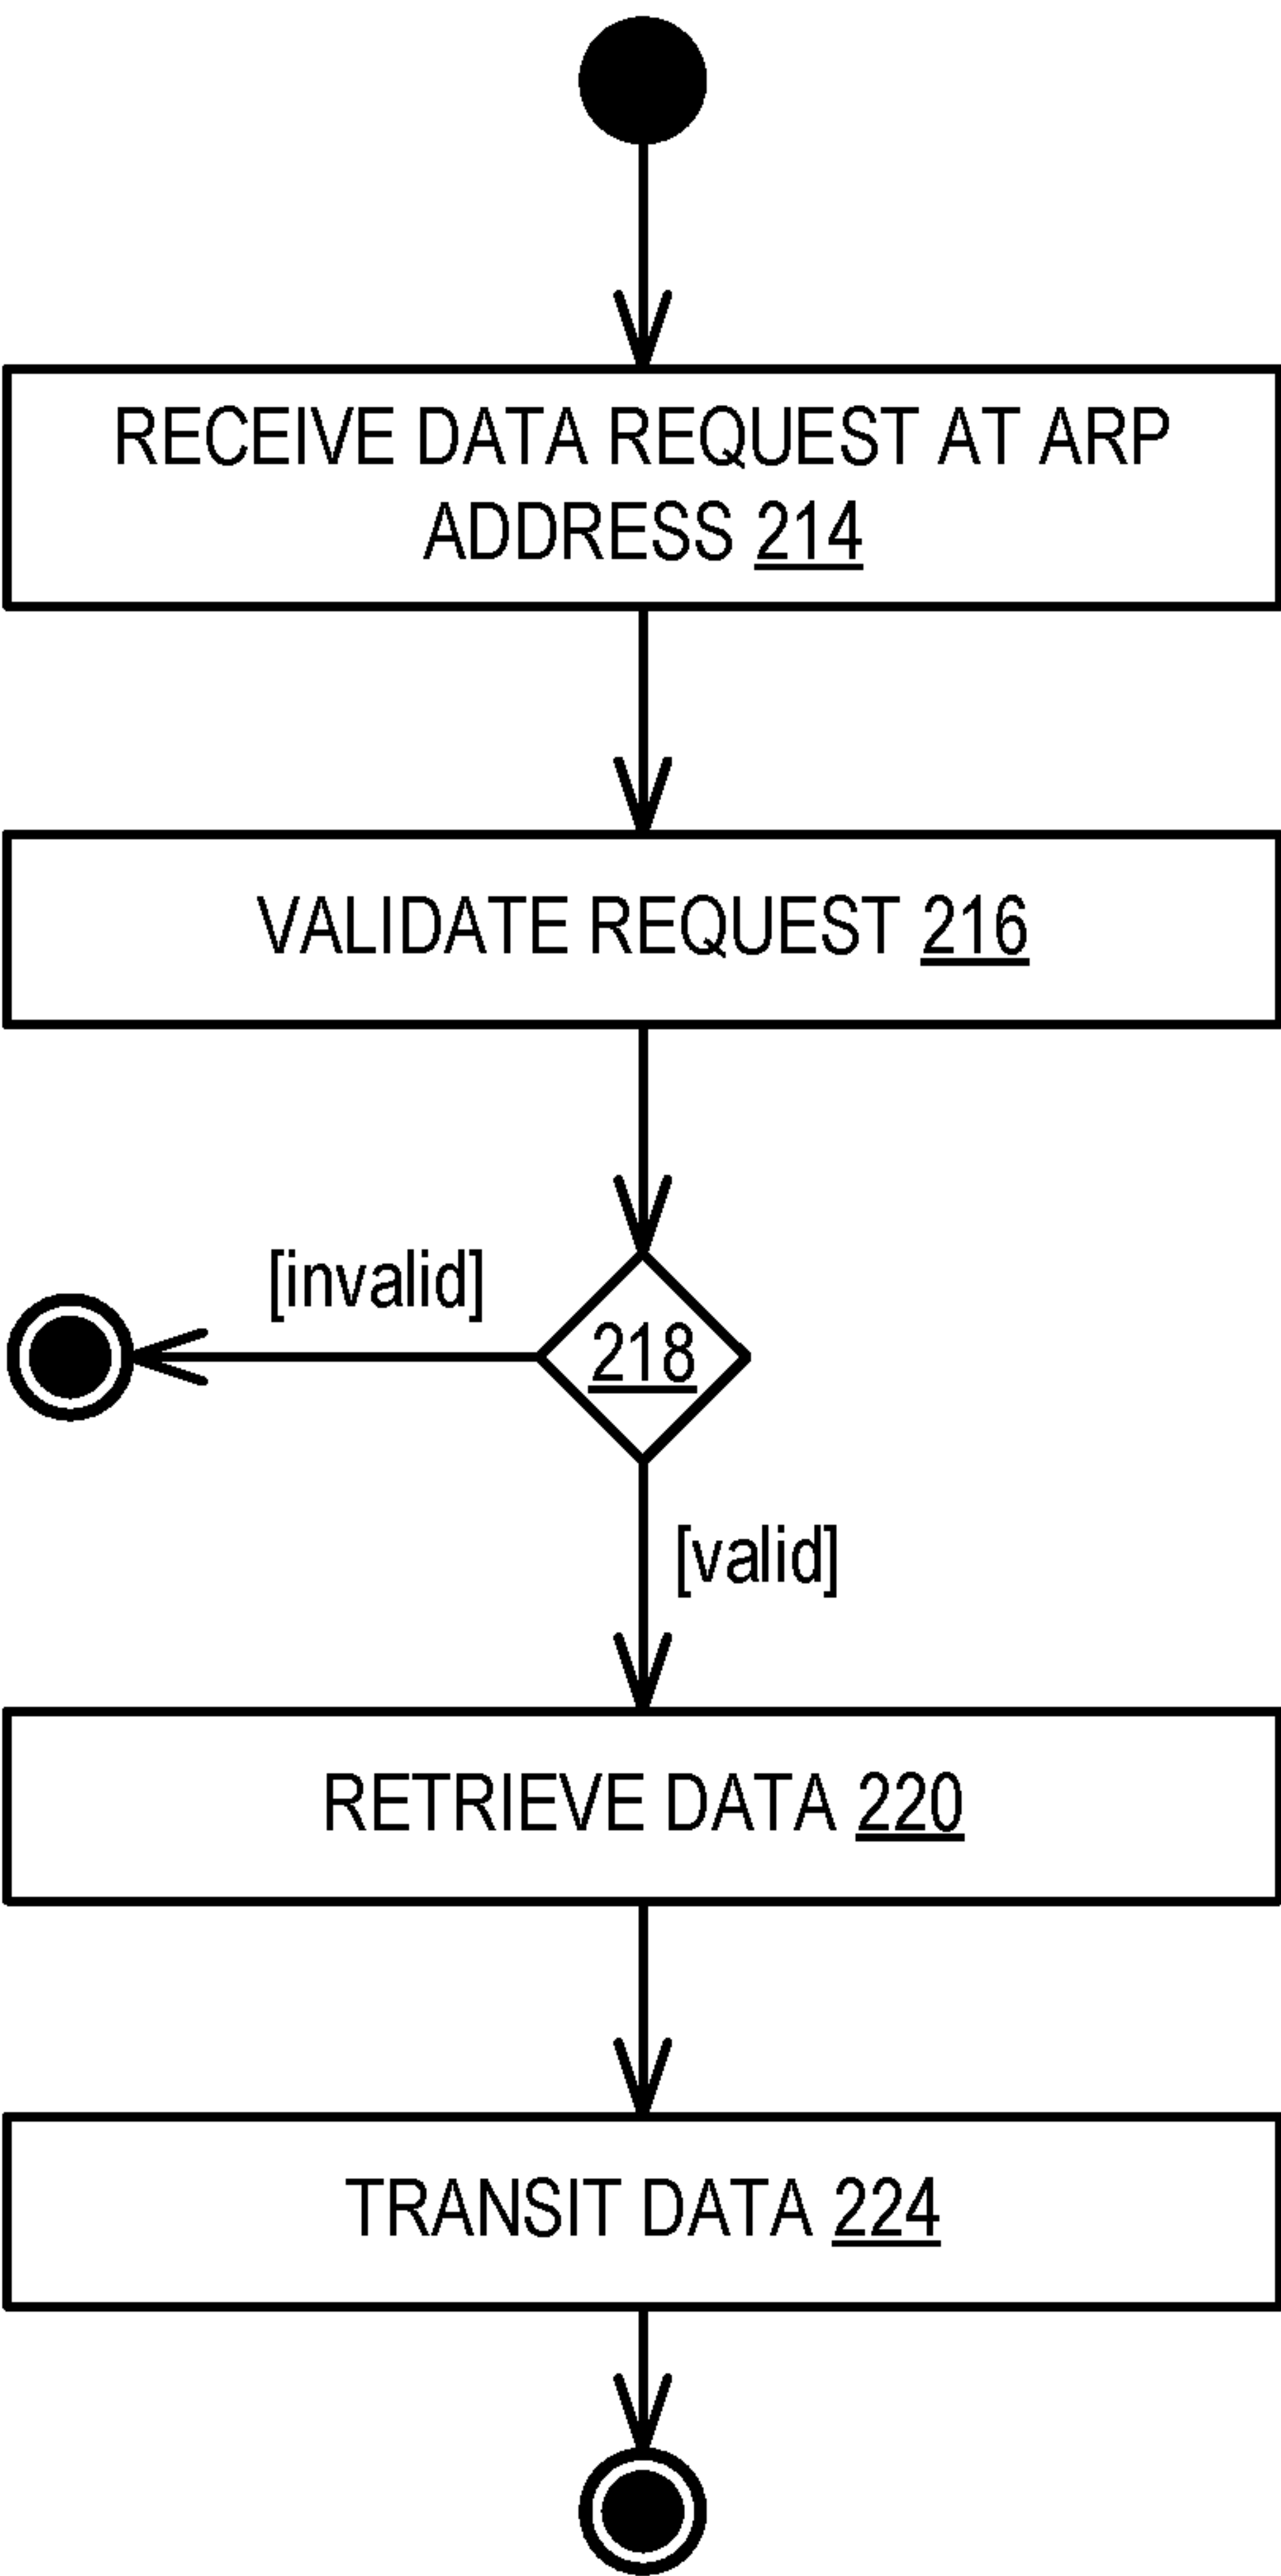 RECEIVE DATA REQUEST AT ARP
ADDRESS 214
VALIDATE REQUEST 216
[invalid]
218
[valid]
RETRIEVE DATA 220
TRANSIT DATA 224